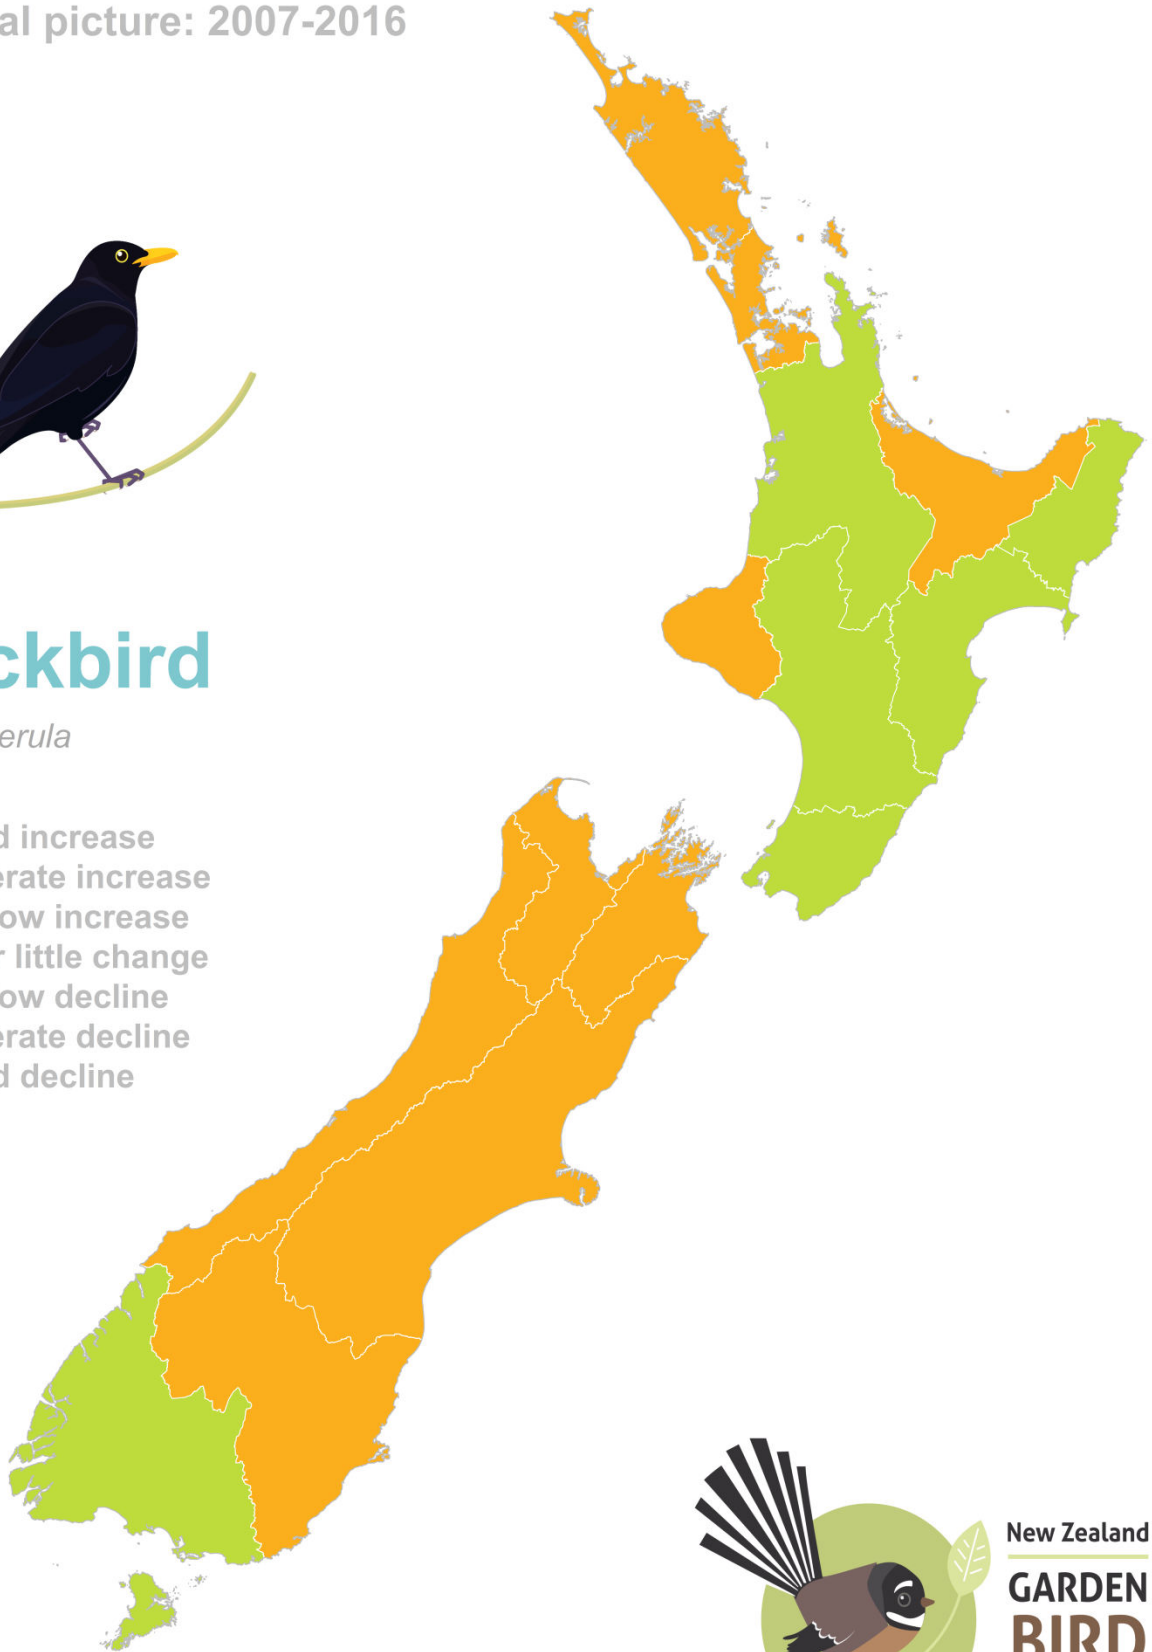 al picture: 2007-2016
ckbird
erula
d increase
erate increase
ow increase
r little change
ow decline
erate decline
d decline
New Zealand
GARDEN
BIRD